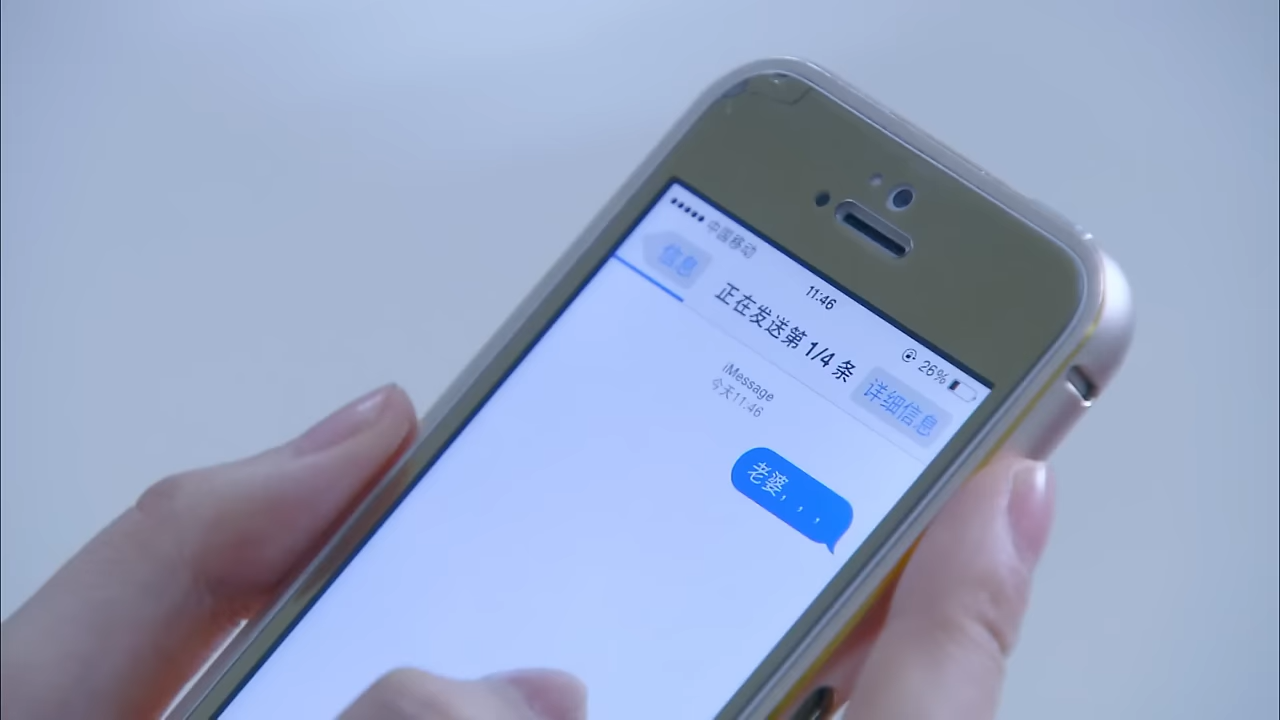 中国移动 11:46 26%
信息 正在发送第 1/4 条 详细信息
iMessage
今天11:46
老婆，，，